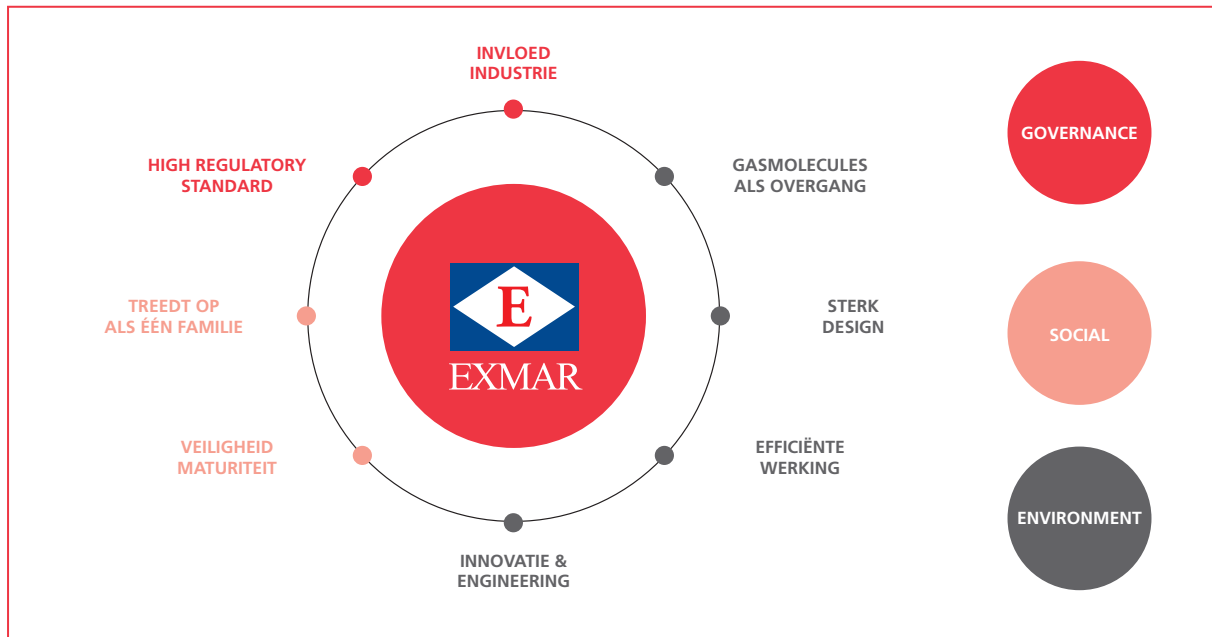 INVLOED
INDUSTRIE
HIGH REGULATORY
STANDARD
GASMOLECULES
ALS OVERGANG
TREEDT OP
ALS ÉÉN FAMILIE
STERK
DESIGN
VEILIGHEID
MATURITEIT
EFFICIËNTE
WERKING
INNOVATIE &
ENGINEERING
E
EXMAR
GOVERNANCE
SOCIAL
ENVIRONMENT